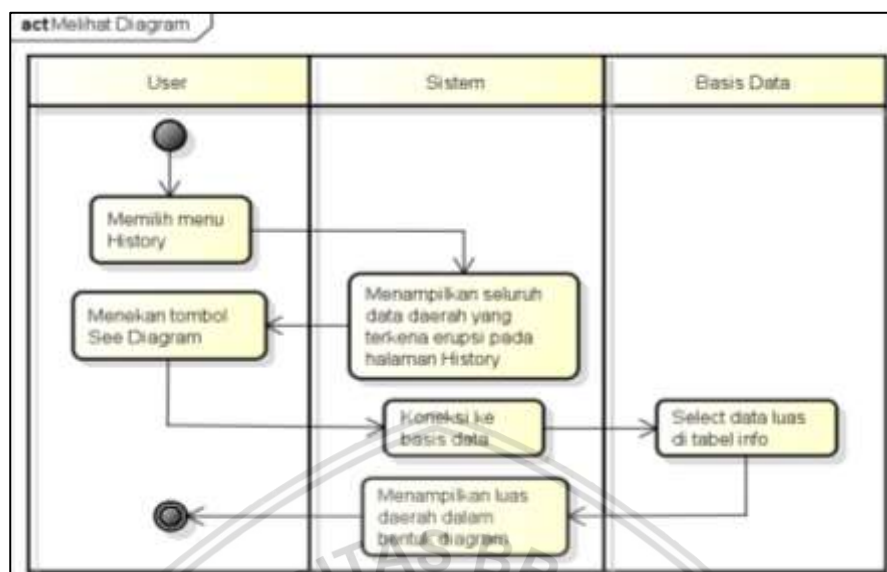 act Melihat Diagram
User
Sistem
Basis Data
Memilih menu
History
Menampilkan seluruh
data daerah yang
terkena erupsi pada
halaman History
Menekan tombol
See Diagram
Koneksi ke
basis data
Select data luas
di tabel info
Menampilkan luas
daerah dalam
bentuk diagram
ITAS BR